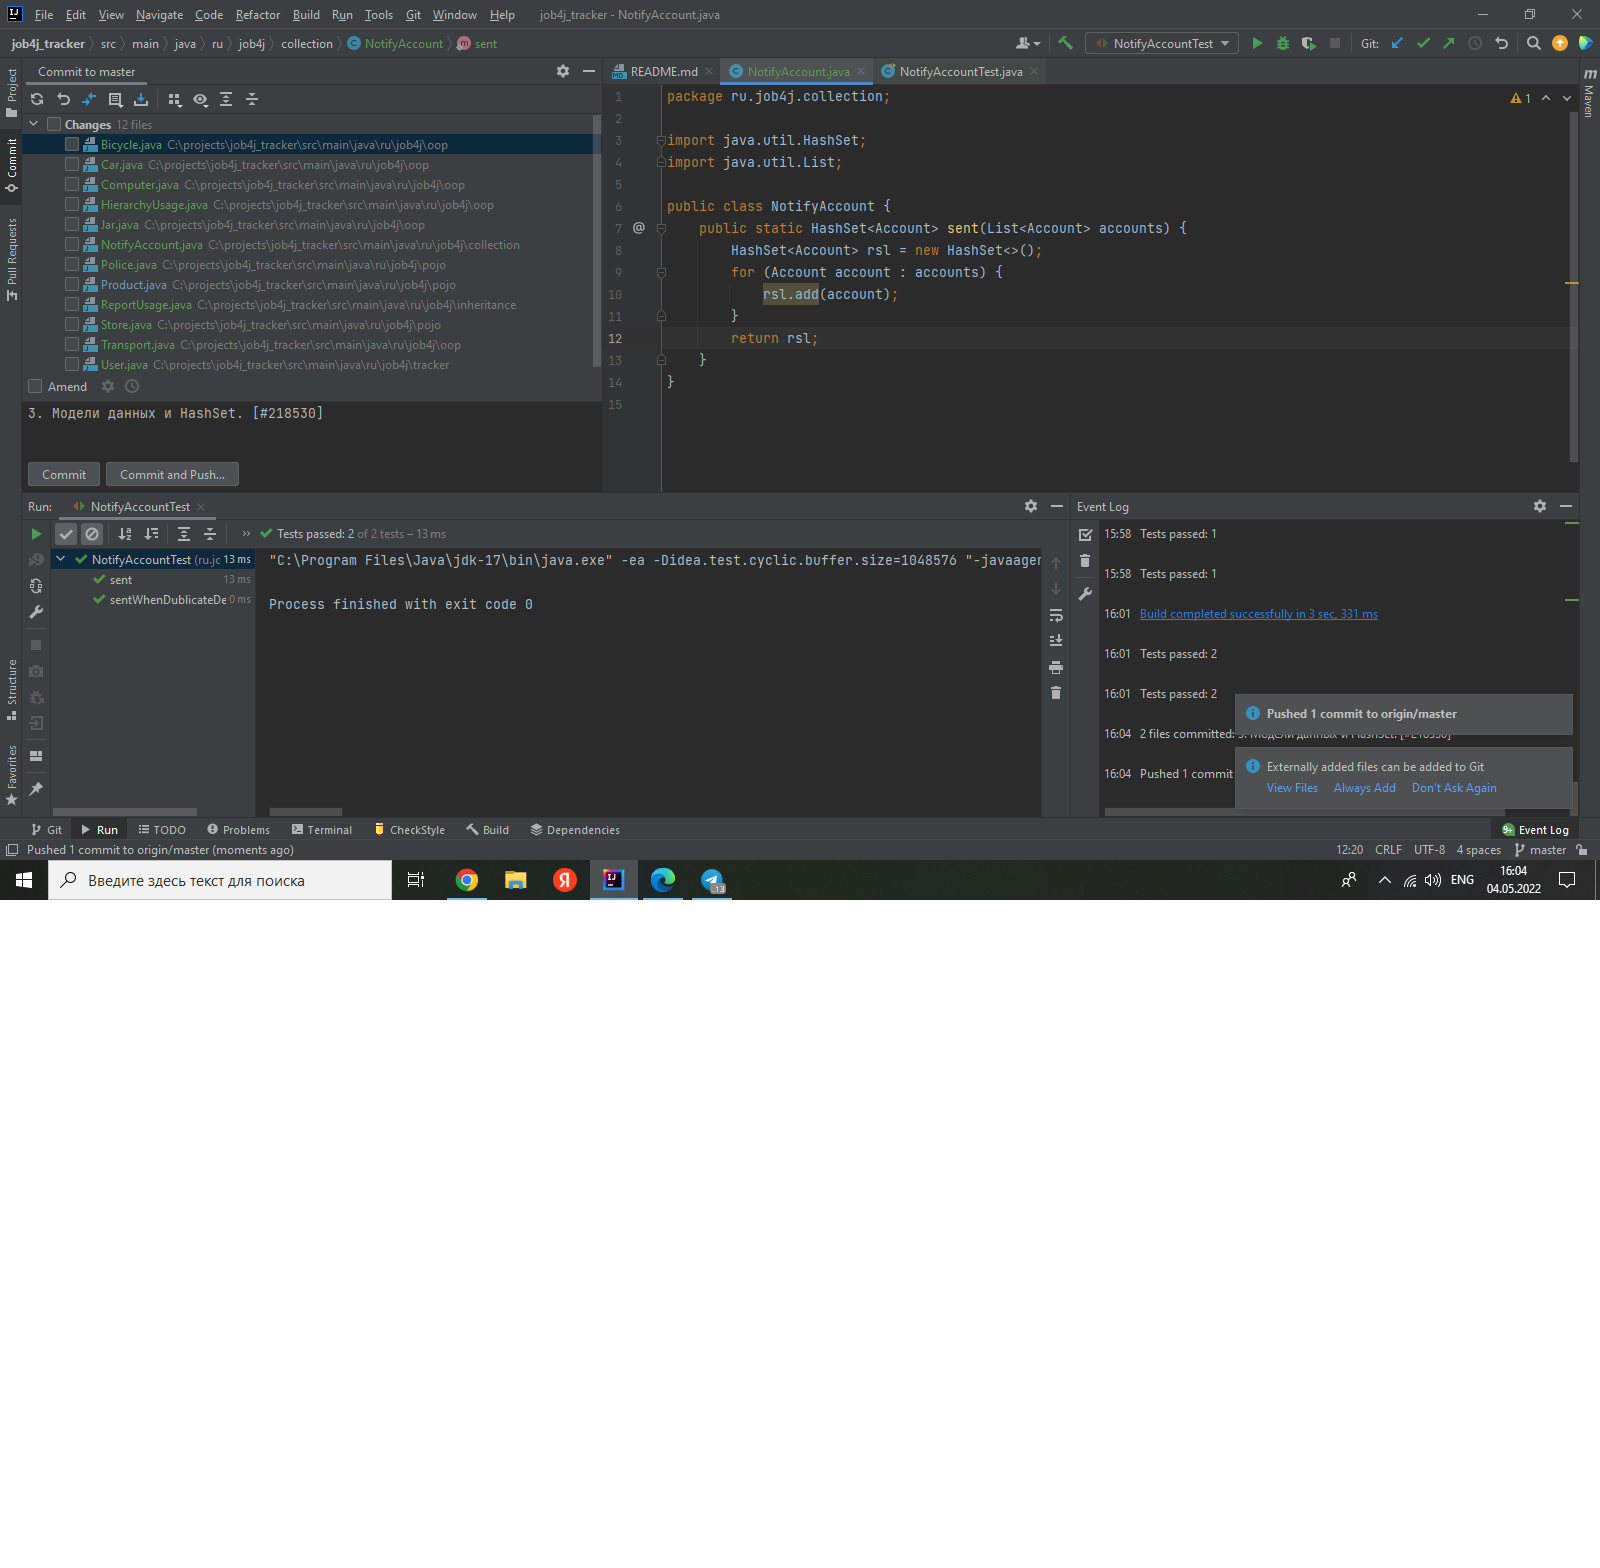 File Edit View Navigate Code Refactor Build Run Tools Git Window Help job4j_tracker - NotifyAccount.java
job4j_tracker src main java ru job4j collection NotifyAccount sent
NotifyAccountTest Git:
Project
Commit
Pull Requests
Structure
Favorites
Maven
Commit to master
Changes 12 files
Bicycle.java C:\projects\job4j_tracker\src\main\java\ru\job4j\oop
Car.java C:\projects\job4j_tracker\src\main\java\ru\job4j\oop
Computer.java C:\projects\job4j_tracker\src\main\java\ru\job4j\oop
HierarchyUsage.java C:\projects\job4j_tracker\src\main\java\ru\job4j\oop
Jar.java C:\projects\job4j_tracker\src\main\java\ru\job4j\oop
NotifyAccount.java C:\projects\job4j_tracker\src\main\java\ru\job4j\collection
Police.java C:\projects\job4j_tracker\src\main\java\ru\job4j\pojo
Product.java C:\projects\job4j_tracker\src\main\java\ru\job4j\pojo
ReportUsage.java C:\projects\job4j_tracker\src\main\java\ru\job4j\inheritance
Store.java C:\projects\job4j_tracker\src\main\java\ru\job4j\pojo
Transport.java C:\projects\job4j_tracker\src\main\java\ru\job4j\oop
User.java C:\projects\job4j_tracker\src\main\java\ru\job4j\tracker
Amend
3. Модели данных и HashSet. [#218530]
Commit Commit and Push...
README.md NotifyAccount.java NotifyAccountTest.java
1 package ru.job4j.collection;
2
3 import java.util.HashSet;
4 import java.util.List;
5
6 public class NotifyAccount {
7 @ public static HashSet<Account> sent(List<Account> accounts) {
8 HashSet<Account> rsl = new HashSet<>();
9 for (Account account : accounts) {
10 rsl.add(account);
11 }
12 return rsl;
13 }
14 }
15
1
Run: NotifyAccountTest
Tests passed: 2 of 2 tests – 13 ms
NotifyAccountTest (ru.jc 13 ms
sent 13 ms
sentWhenDublicateDe 0 ms
"C:\Program Files\Java\jdk-17\bin\java.exe" -ea -Didea.test.cyclic.buffer.size=1048576 "-javaagen
Process finished with exit code 0
Event Log
15:58 Tests passed: 1
15:58 Tests passed: 1
16:01 Build completed successfully in 3 sec, 331 ms
16:01 Tests passed: 2
16:01 Tests passed: 2
16:04 2 files committed: 3. Модели данных и HashSet. [#218530]
16:04 Pushed 1 commit
Pushed 1 commit to origin/master
Externally added files can be added to Git
View Files Always Add Don't Ask Again
Git Run TODO Problems Terminal CheckStyle Build Dependencies 9+ Event Log
Pushed 1 commit to origin/master (moments ago) 12:20 CRLF UTF-8 4 spaces master
Введите здесь текст для поиска
Я
IJ
13
ENG
16:04
04.05.2022